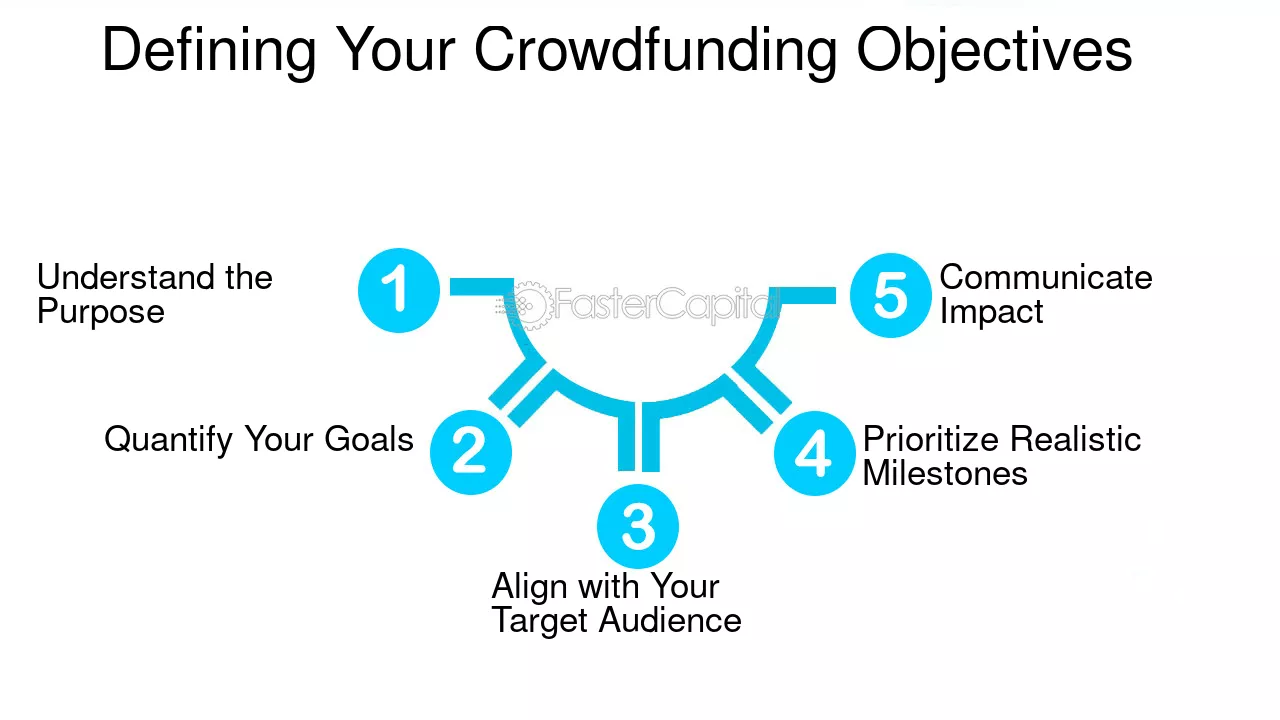 Defining Your Crowdfunding Objectives
1
Understand the
Purpose
2
Quantify Your Goals
3
Align with Your
Target Audience
4
Prioritize Realistic
Milestones
5
Communicate
Impact
FasterCapital